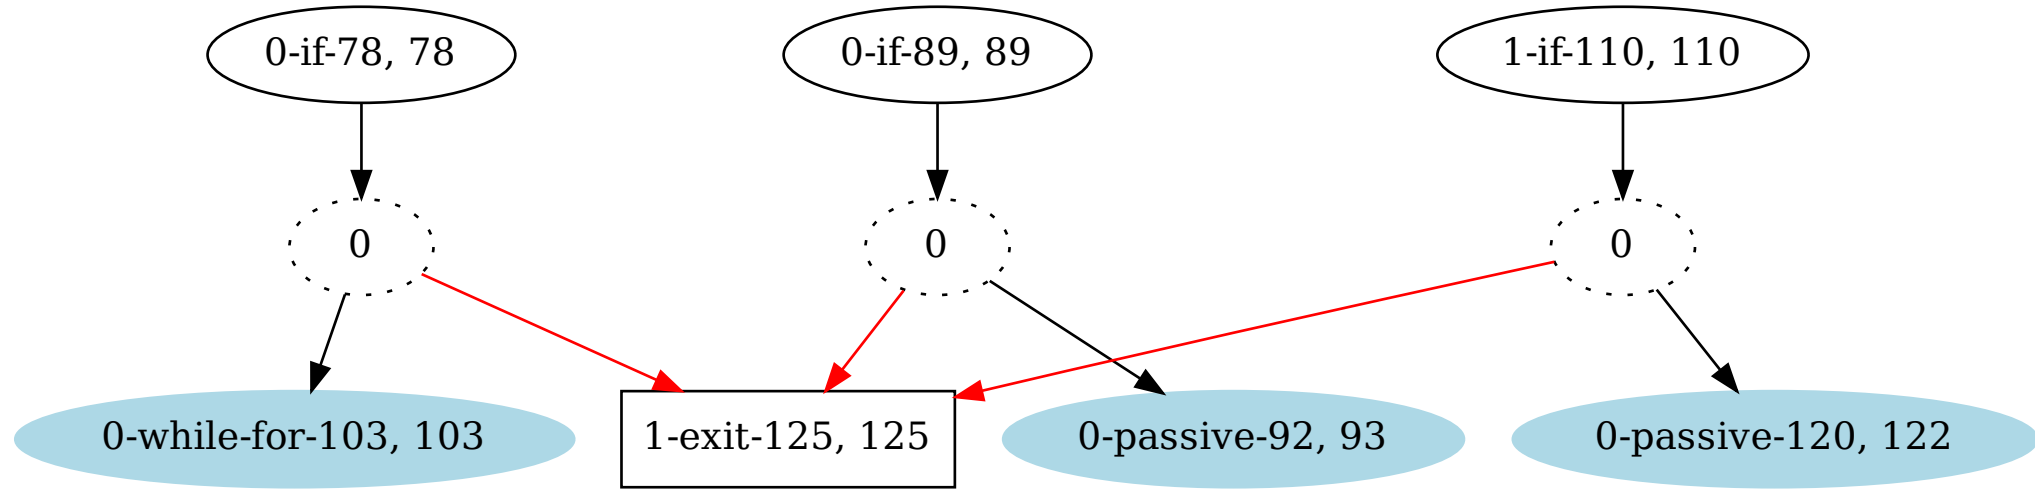 0-if-78, 78
0-if-89, 89
1-if-110, 110
0
0
0
0-while-for-103, 103
1-exit-125, 125
0-passive-92, 93
0-passive-120, 122